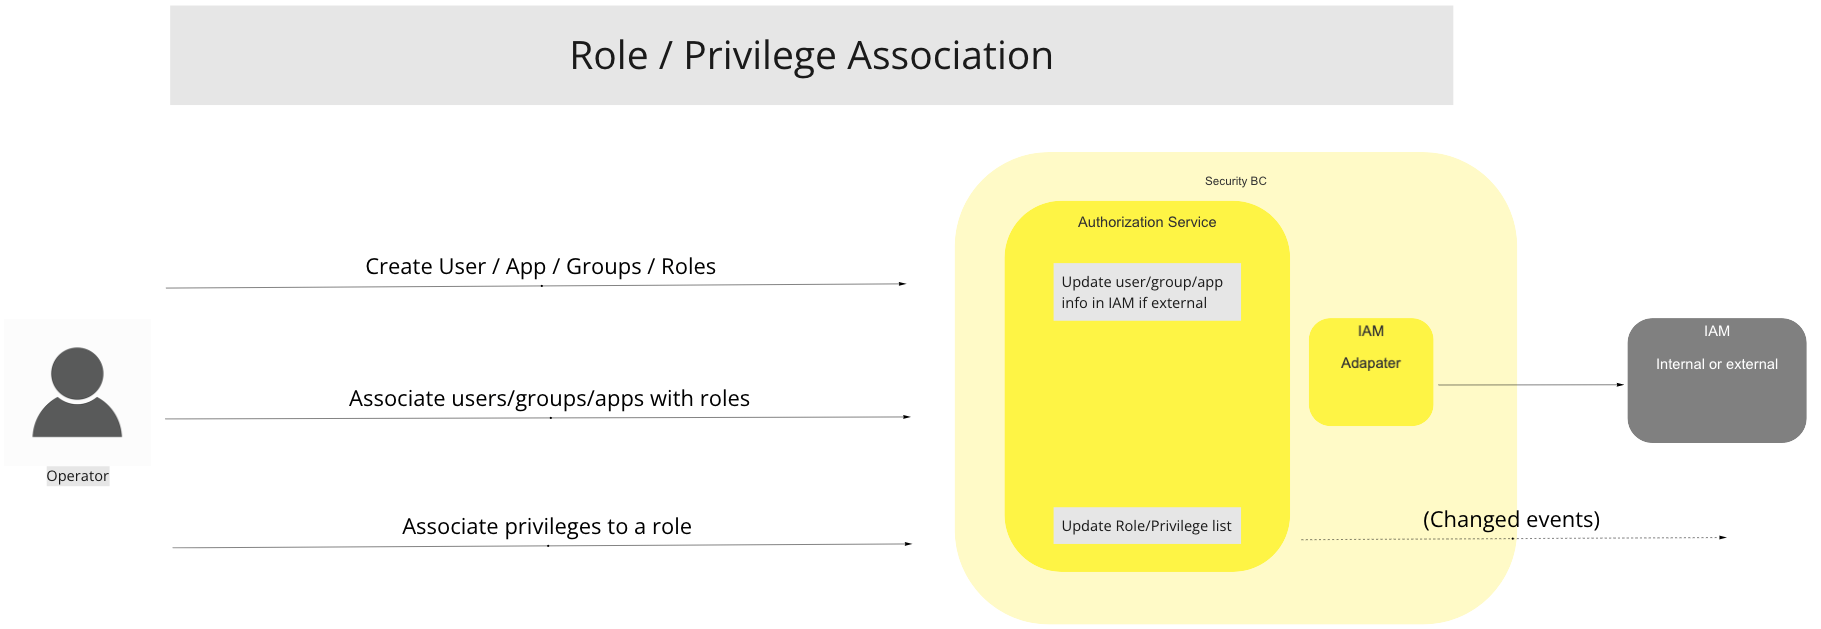 Role / Privilege Association
Security BC
Authorization Service
Create User / App / Groups / Roles
Update user/group/app
info in IAM if external
IAM
Adapater
IAM
Internal or external
Associate users/groups/apps with roles
Operator
Associate privileges to a role
Update Role/Privilege list
(Changed events)